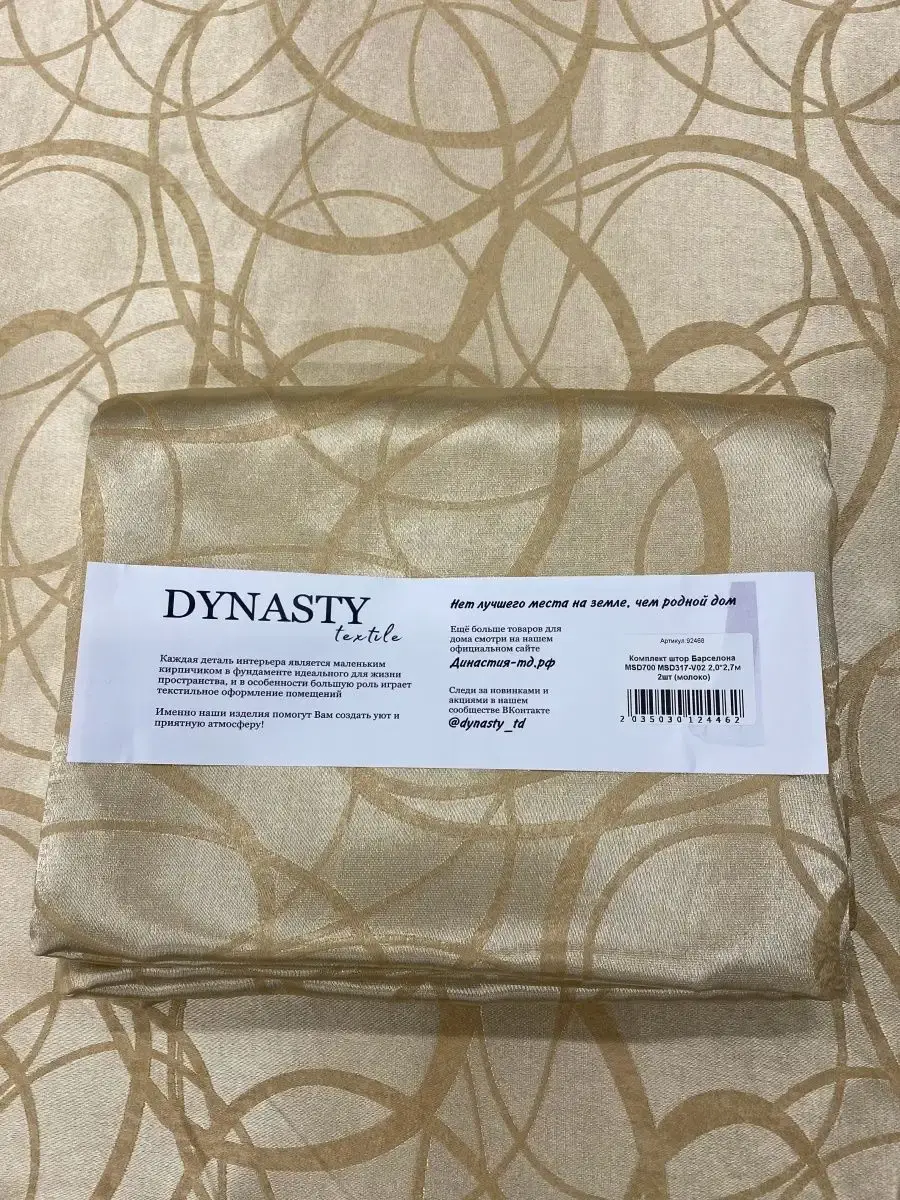 DYNASTY
textile
Каждая деталь интерьера является маленьким
кирпичиком в фундаменте идеального для жизни
пространства, и в особенности большую роль играет
текстильное оформление помещений
Именно наши изделия помогут Вам создать уют и
приятную атмосферу!
Нет лучшего места на земле, чем родной дом
Ещё больше товаров для
дома смотри на нашем
официальном сайте
Династия-тд.рф
Следи за новинками и
акциями в нашем
сообществе ВКонтакте
@dynasty_td
Артикул:92468
Комплект штор Барселона
MSD700 MSD317-V02 2,0*2,7м
2шт (молоко)
2035030124462